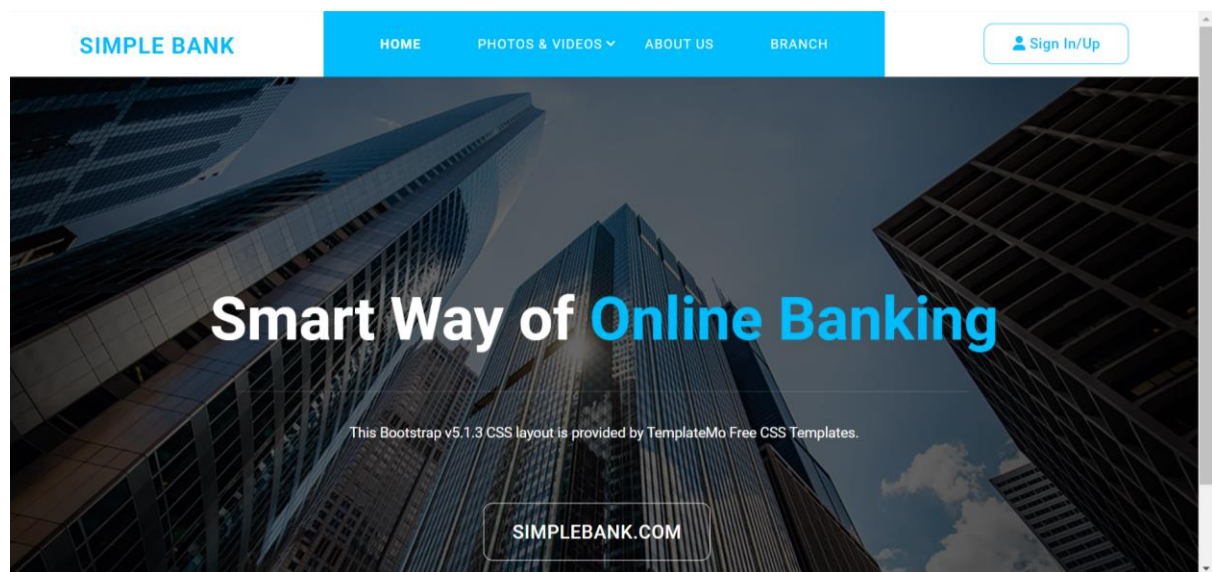 SIMPLE BANK
HOME PHOTOS & VIDEOS ABOUT US BRANCH
Sign In/Up
Smart Way of Online Banking
This Bootstrap v5.1.3 CSS layout is provided by TemplateMo Free CSS Templates.
SIMPLEBANK.COM